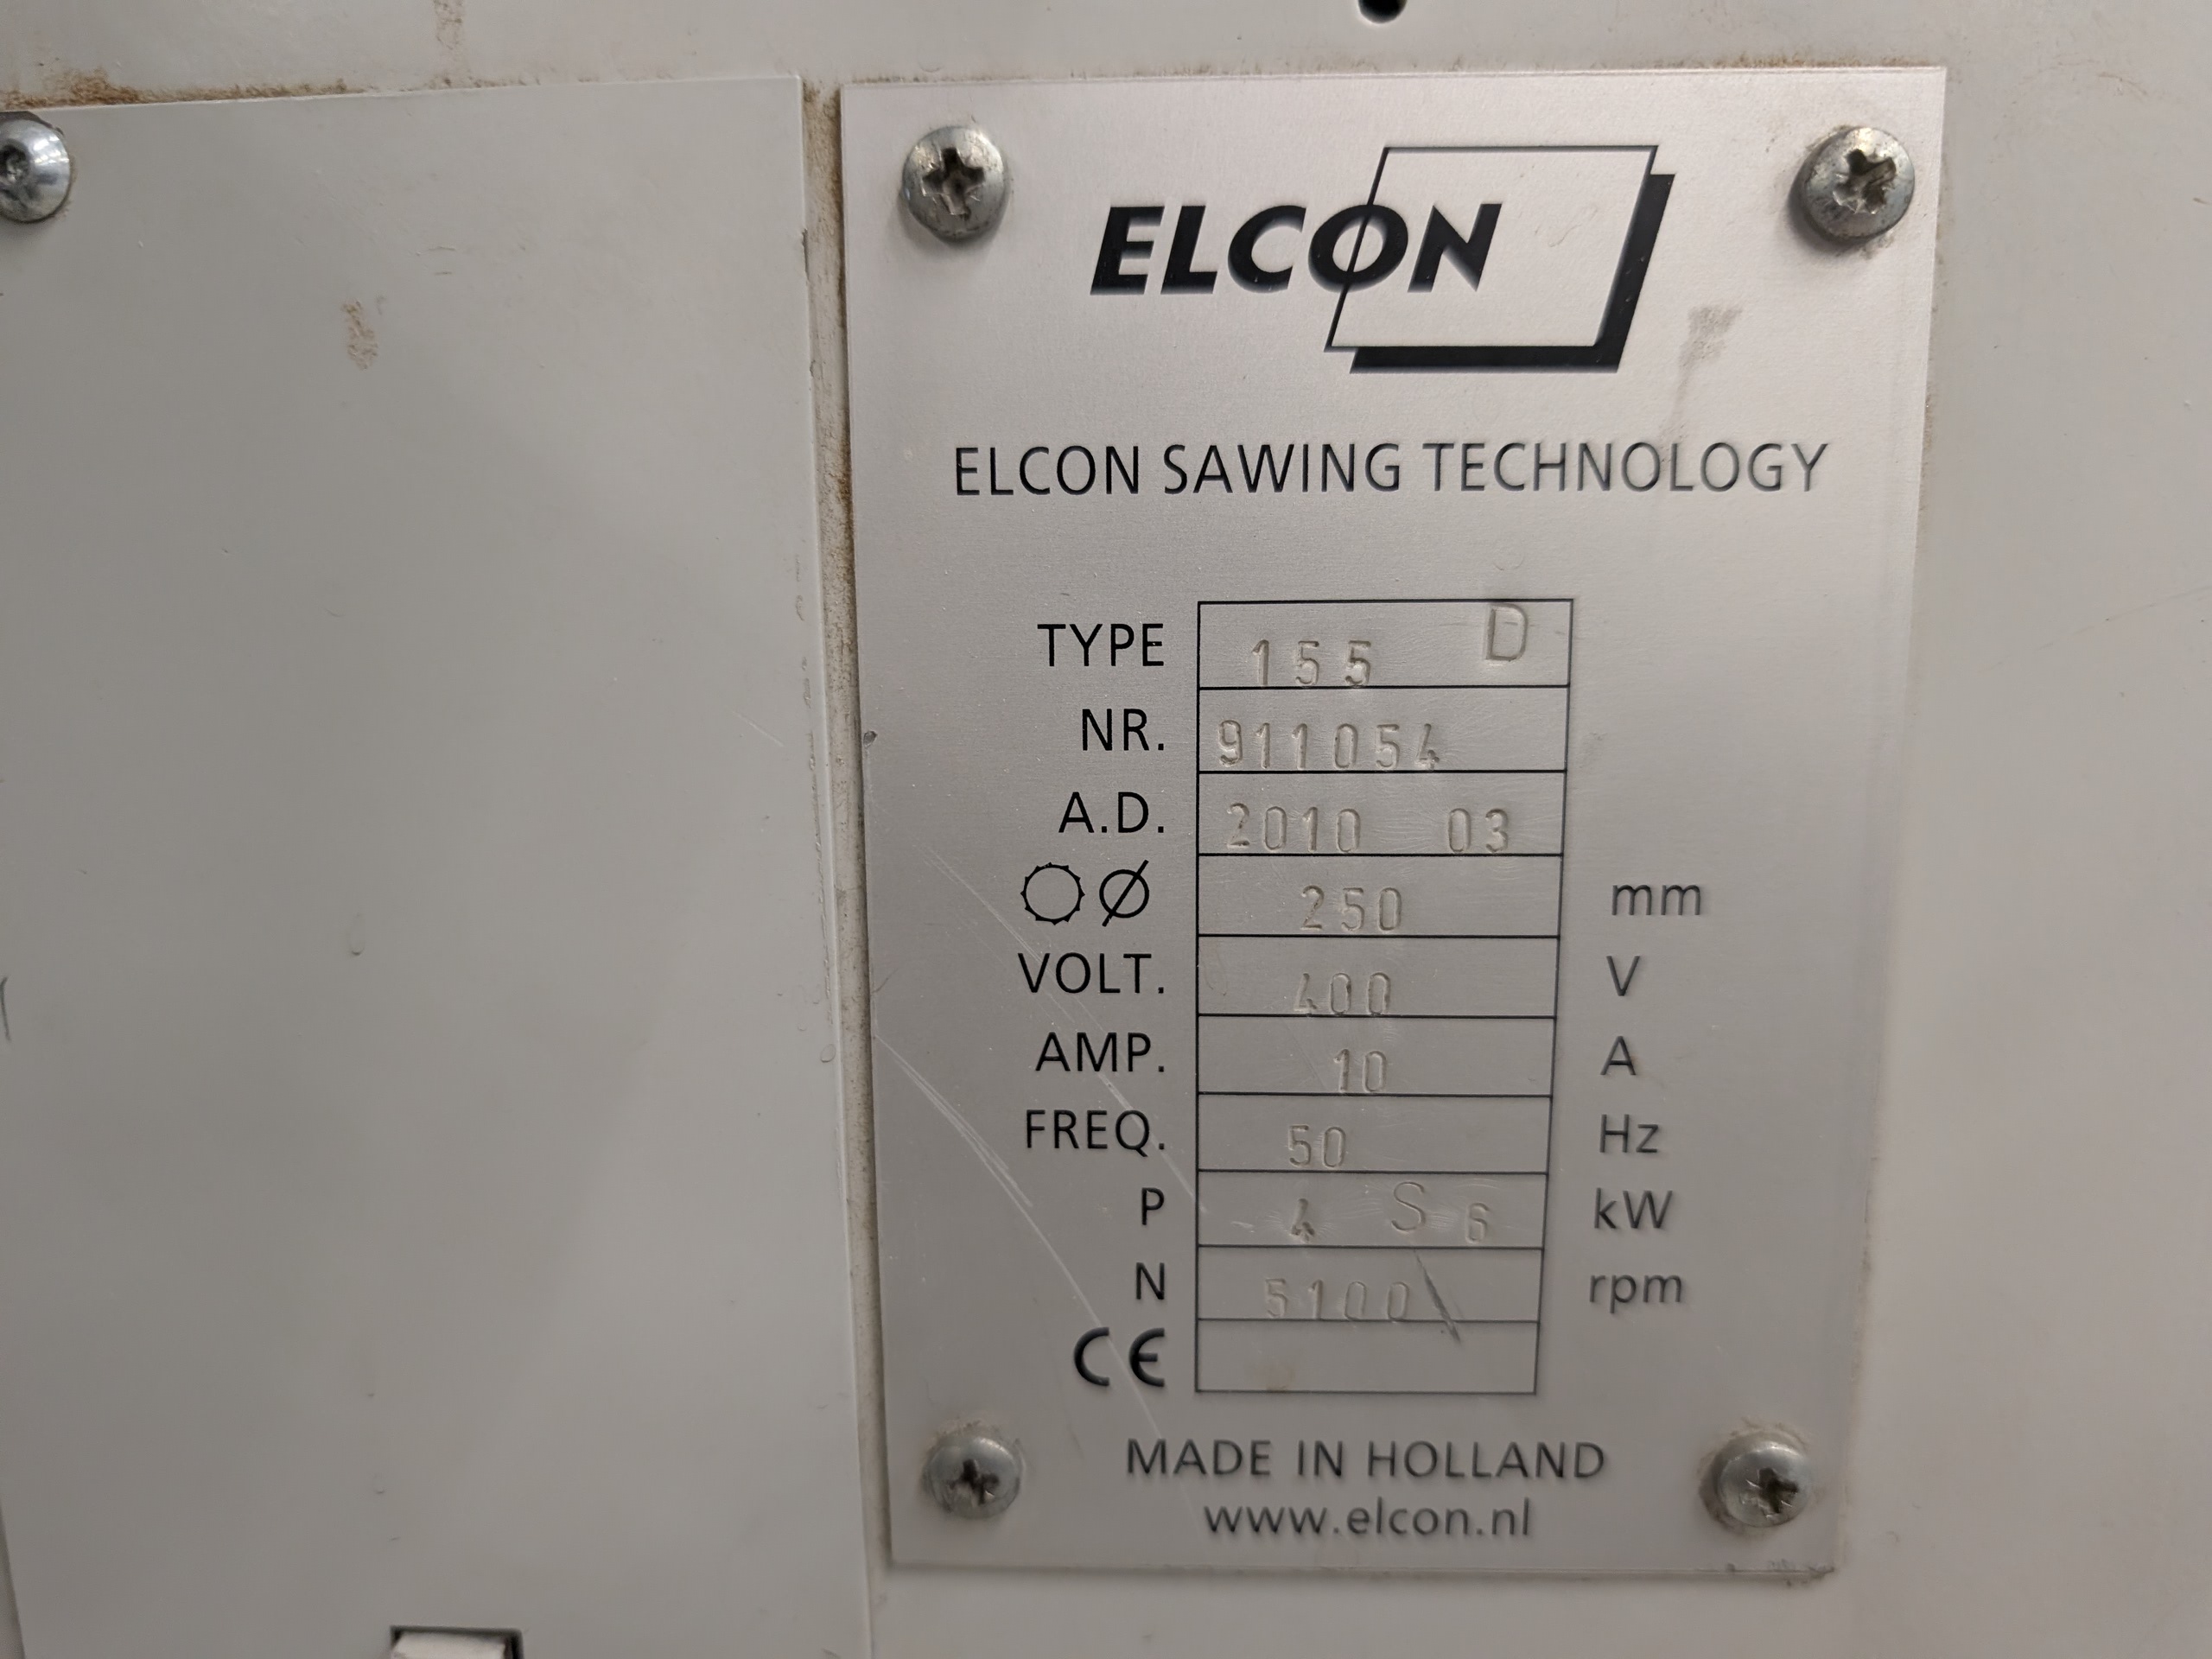 ELCON
ELCON SAWING TECHNOLOGY
TYPE 155 D
NR. 911054
A.D. 2010 03
Ø 250 mm
VOLT. 400 V
AMP. 10 A
FREQ. 50 Hz
P 4 S 6 kW
N 5100 \ rpm
CE
MADE IN HOLLAND
www.elcon.nl